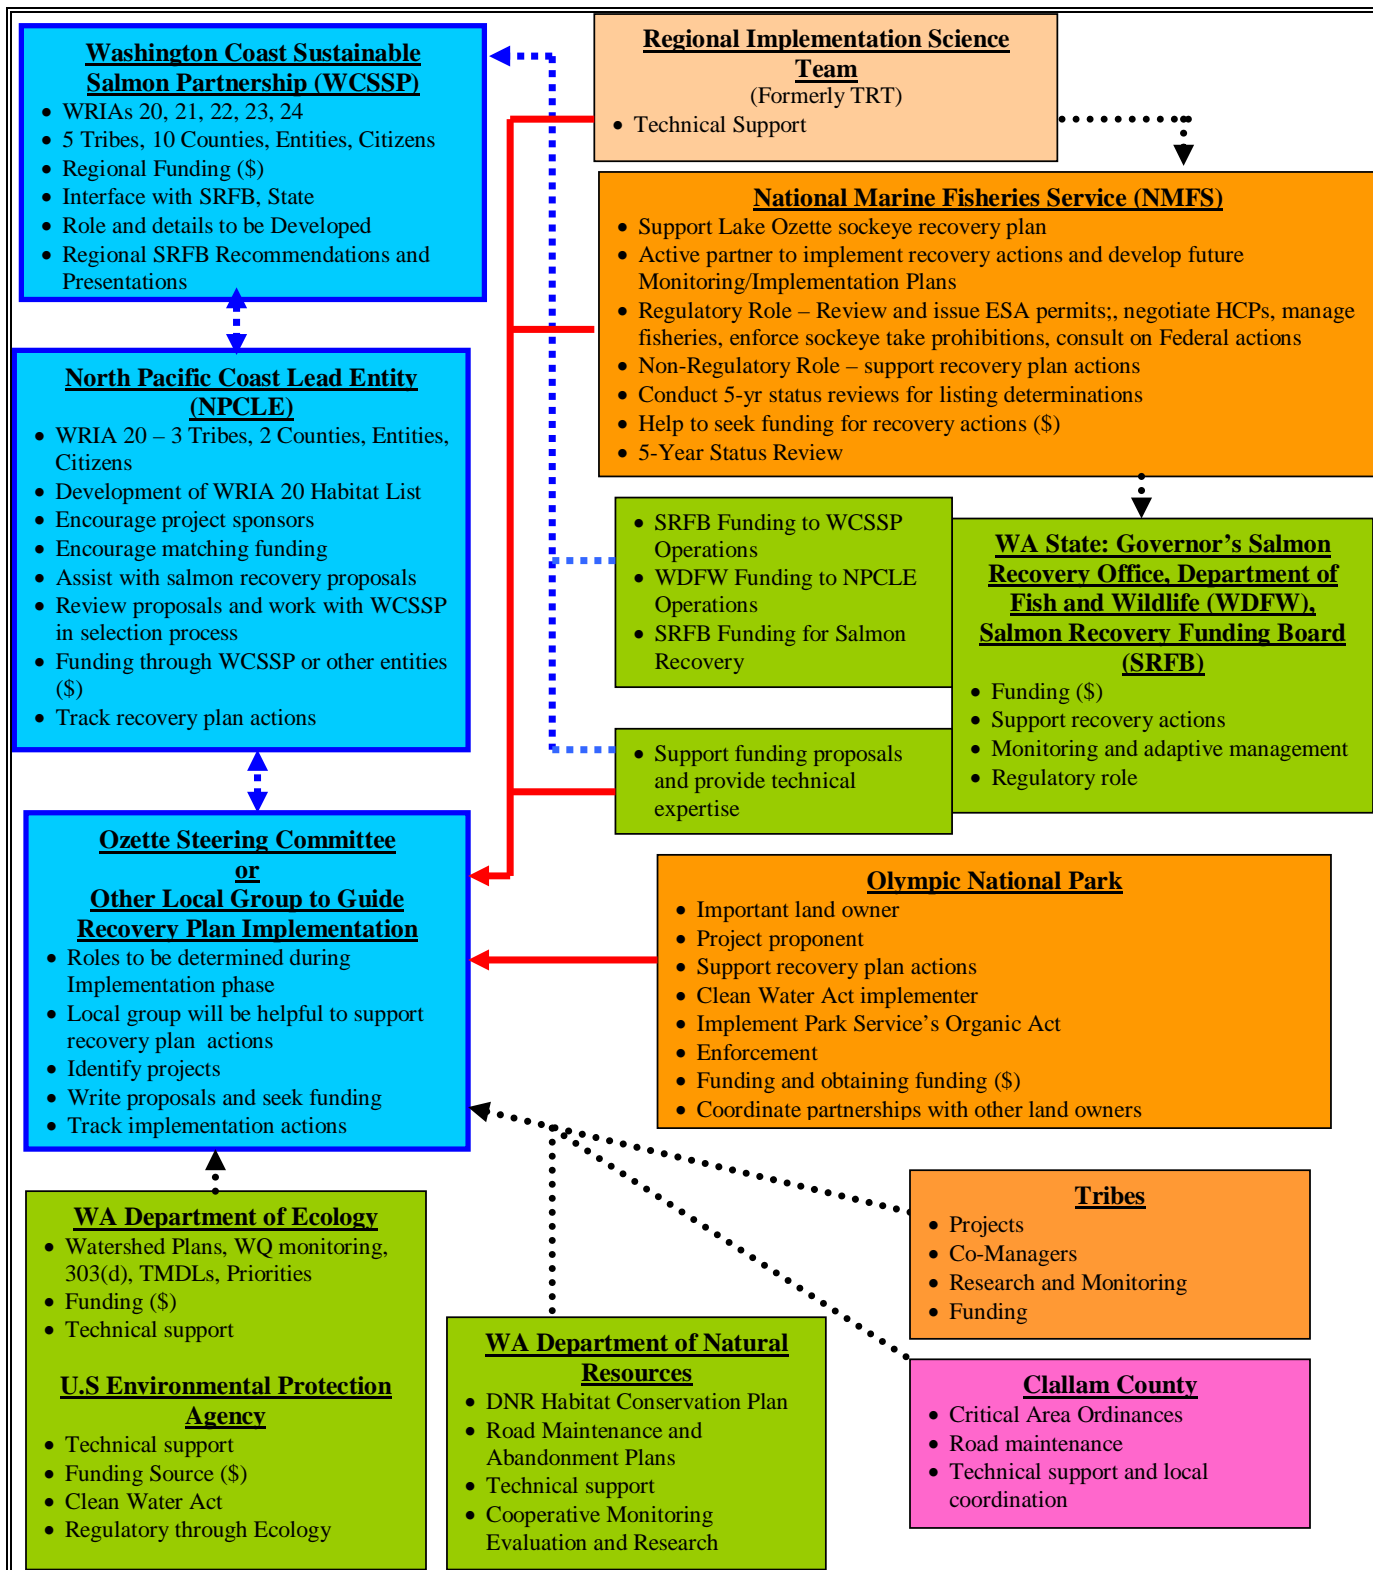 Washington Coast Sustainable
Salmon Partnership (WCSSP)
• WRIAs 20, 21, 22, 23, 24
• 5 Tribes, 10 Counties, Entities, Citizens
• Regional Funding ($)
• Interface with SRFB, State
• Role and details to be Developed
• Regional SRFB Recommendations and
Presentations
Regional Implementation Science
Team
(Formerly TRT)
• Technical Support
National Marine Fisheries Service (NMFS)
• Support Lake Ozette sockeye recovery plan
• Active partner to implement recovery actions and develop future
Monitoring/Implementation Plans
• Regulatory Role – Review and issue ESA permits;, negotiate HCPs, manage
fisheries, enforce sockeye take prohibitions, consult on Federal actions
• Non-Regulatory Role – support recovery plan actions
• Conduct 5-yr status reviews for listing determinations
• Help to seek funding for recovery actions ($)
• 5-Year Status Review
North Pacific Coast Lead Entity
(NPCLE)
• WRIA 20 – 3 Tribes, 2 Counties, Entities,
Citizens
• Development of WRIA 20 Habitat List
• Encourage project sponsors
• Encourage matching funding
• Assist with salmon recovery proposals
• Review proposals and work with WCSSP
in selection process
• Funding through WCSSP or other entities
($)
• Track recovery plan actions
• SRFB Funding to WCSSP
Operations
• WDFW Funding to NPCLE
Operations
• SRFB Funding for Salmon
Recovery
WA State: Governor's Salmon
Recovery Office, Department of
Fish and Wildlife (WDFW),
Salmon Recovery Funding Board
(SRFB)
• Funding ($)
• Support recovery actions
• Monitoring and adaptive management
• Regulatory role
• Support funding proposals
and provide technical
expertise
Ozette Steering Committee
or
Other Local Group to Guide
Recovery Plan Implementation
• Roles to be determined during
Implementation phase
• Local group will be helpful to support
recovery plan actions
• Identify projects
• Write proposals and seek funding
• Track implementation actions
Olympic National Park
• Important land owner
• Project proponent
• Support recovery plan actions
• Clean Water Act implementer
• Implement Park Service's Organic Act
• Enforcement
• Funding and obtaining funding ($)
• Coordinate partnerships with other land owners
WA Department of Ecology
• Watershed Plans, WQ monitoring,
303(d), TMDLs, Priorities
• Funding ($)
• Technical support
U.S Environmental Protection
Agency
• Technical support
• Funding Source ($)
• Clean Water Act
• Regulatory through Ecology
WA Department of Natural
Resources
• DNR Habitat Conservation Plan
• Road Maintenance and
Abandonment Plans
• Technical support
• Cooperative Monitoring
Evaluation and Research
Tribes
• Projects
• Co-Managers
• Research and Monitoring
• Funding
Clallam County
• Critical Area Ordinances
• Road maintenance
• Technical support and local
coordination